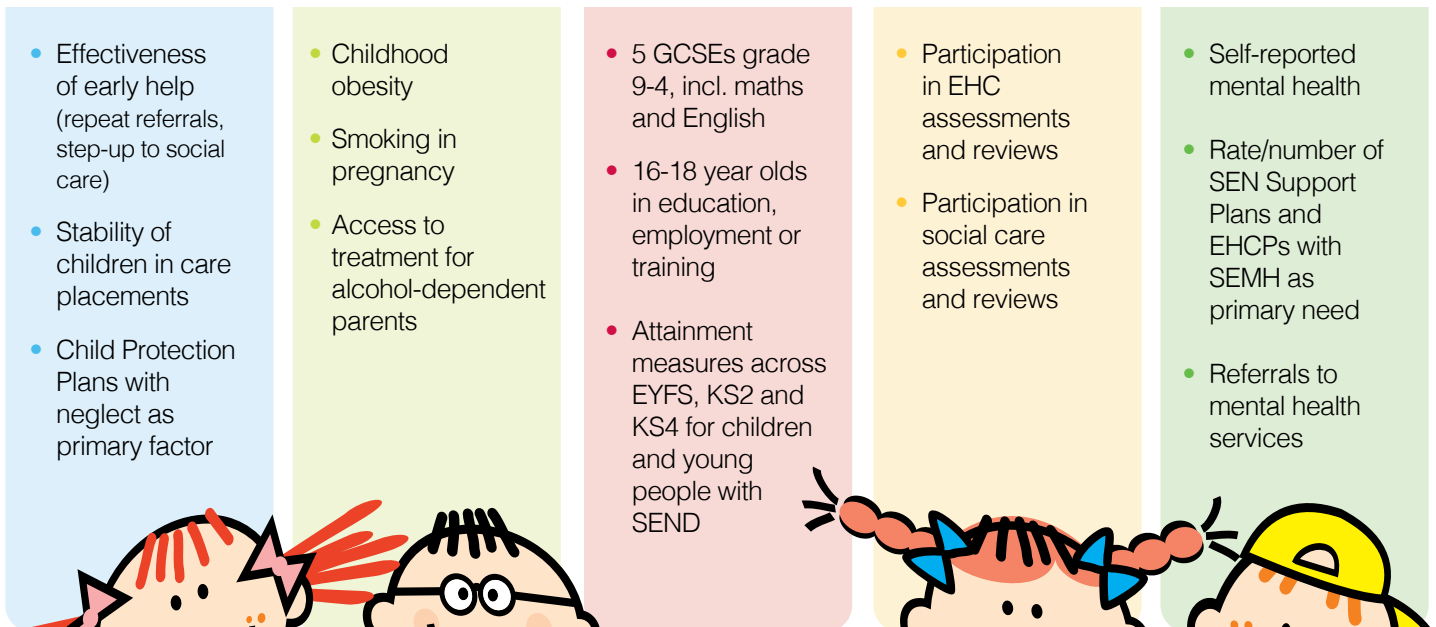 • Effectiveness
of early help
(repeat referrals,
step-up to social
care)
• Stability of
children in care
placements
• Child Protection
Plans with
neglect as
primary factor
• Childhood
obesity
• Smoking in
pregnancy
• Access to
treatment for
alcohol-dependent
parents
• 5 GCSEs grade
9-4, incl. maths
and English
• 16-18 year olds
in education,
employment or
training
• Attainment
measures across
EYFS, KS2 and
KS4 for children
and young
people with
SEND
• Participation
in EHC
assessments
and reviews
• Participation in
social care
assessments
and reviews
• Self-reported
mental health
• Rate/number of
SEN Support
Plans and
EHCPs with
SEMH as
primary need
• Referrals to
mental health
services